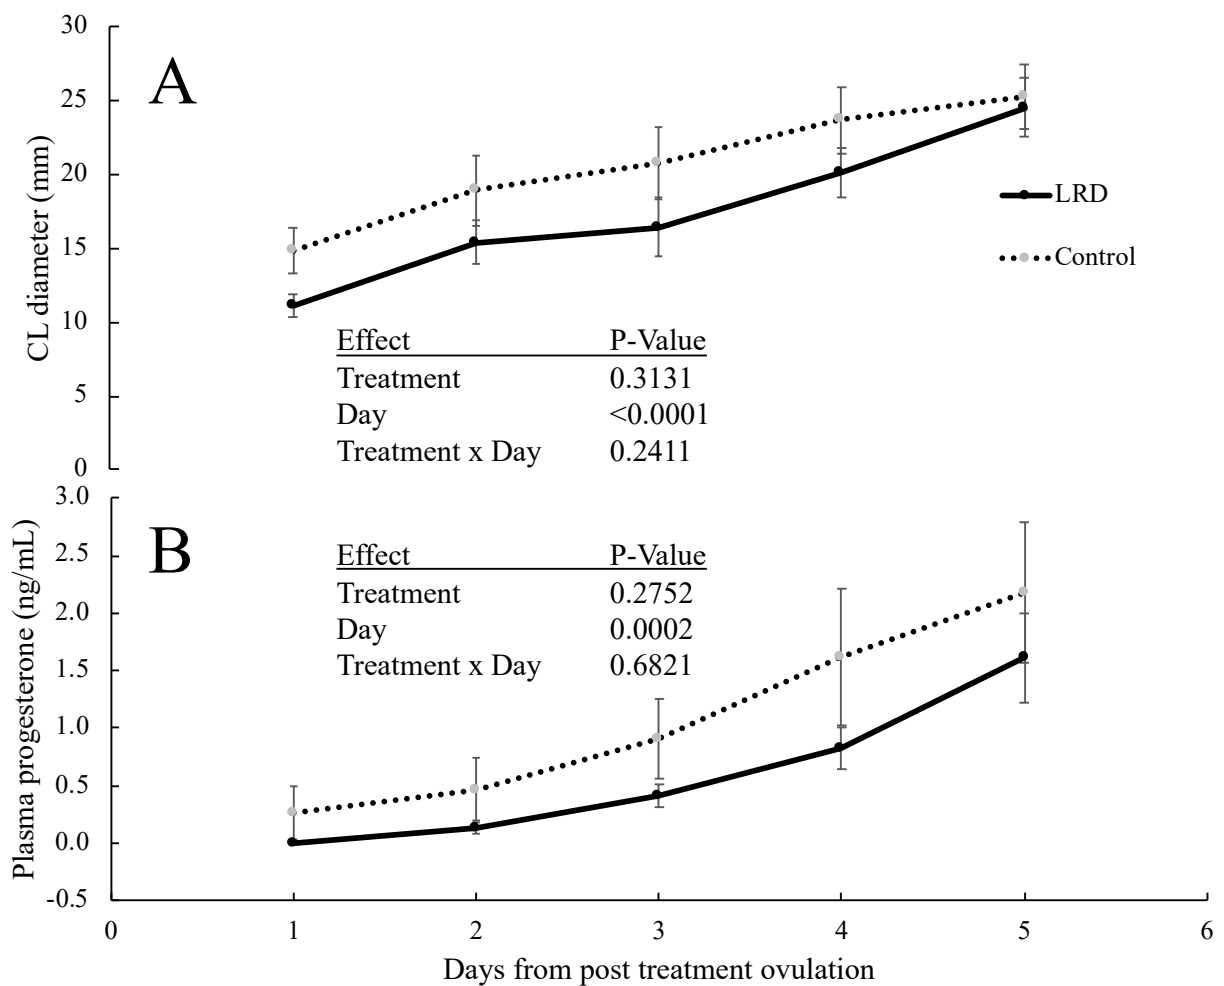 30
A
25
20
15
10
5
0
CL diameter (mm)
LRD
Control
Effect P-Value
Treatment 0.3131
Day <0.0001
Treatment x Day 0.2411
3.0
B
2.5
2.0
1.5
1.0
0.5
0.0
-0.5
Plasma progesterone (ng/mL)
Effect P-Value
Treatment 0.2752
Day 0.0002
Treatment x Day 0.6821
0 1 2 3 4 5 6
Days from post treatment ovulation